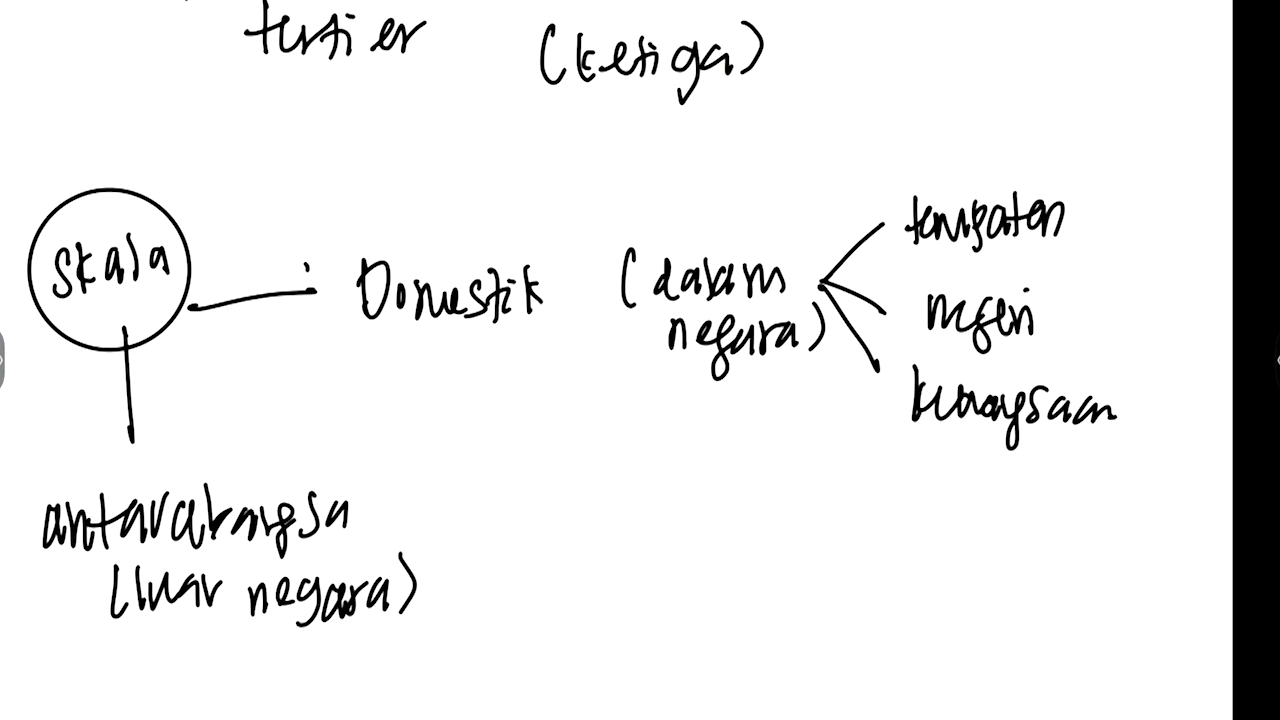 tertier (ketiga)
skala
Domestik (dalam negara)
tempatan
negeri
kebangsaan
antarabangsa
(luar negara)